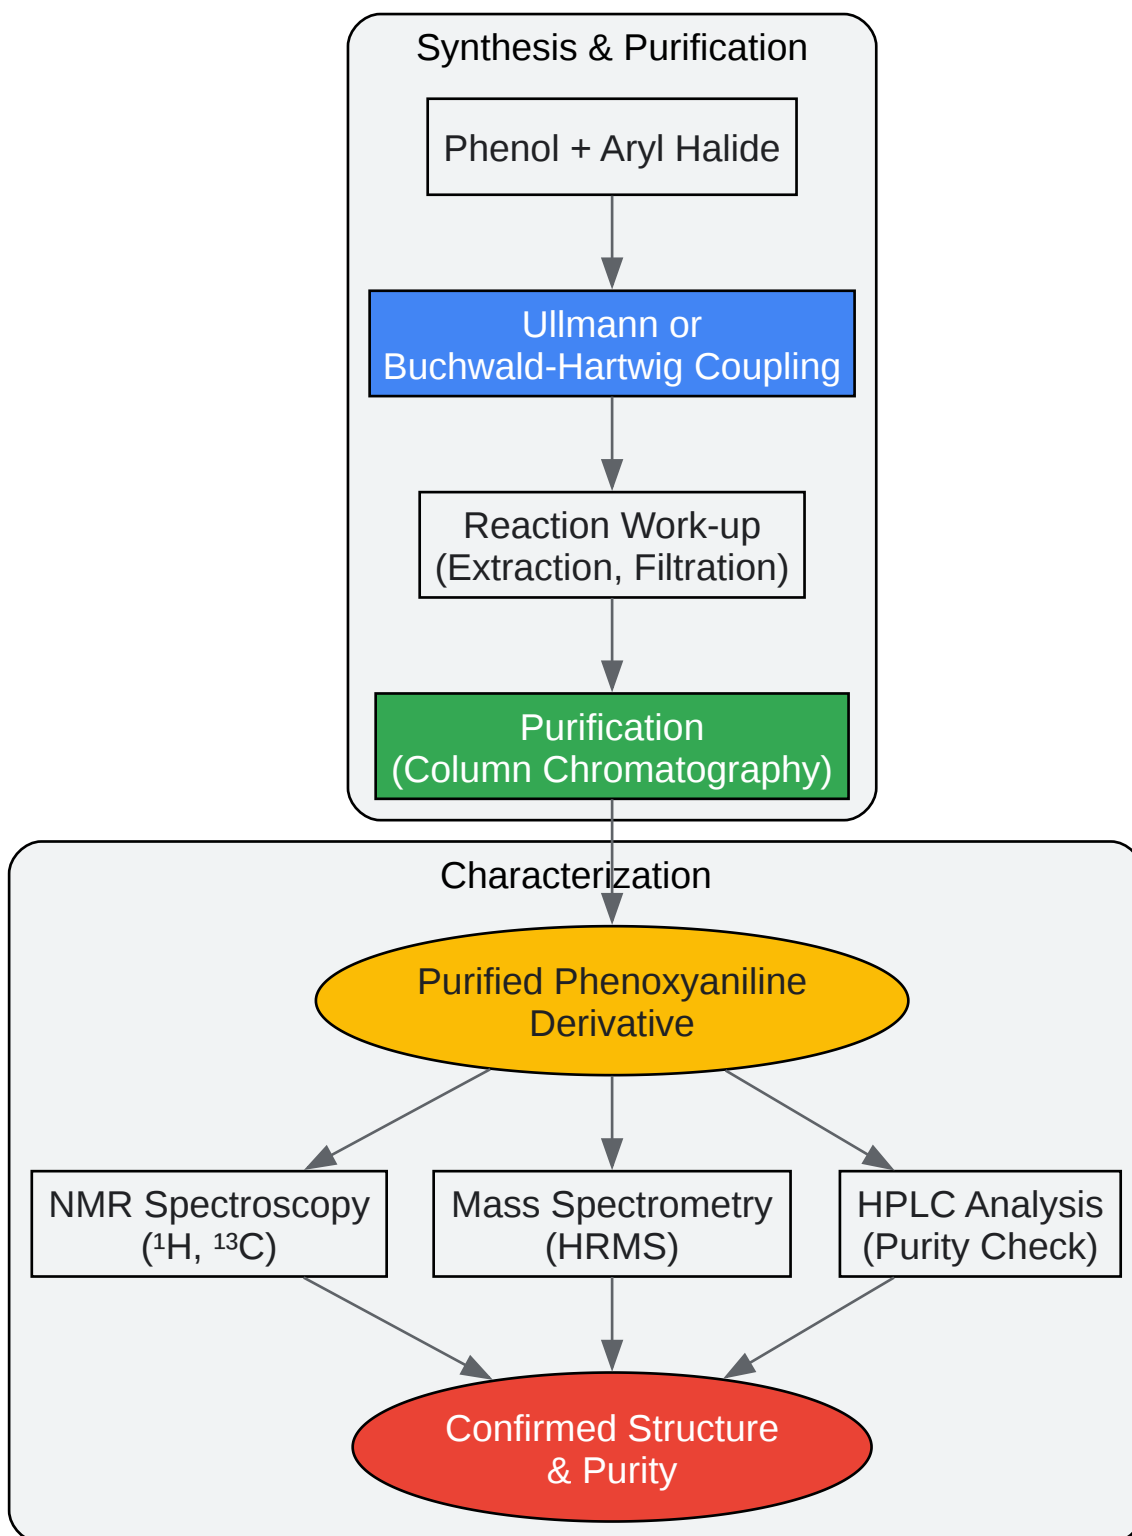 Synthesis & Purification
Phenol + Aryl Halide
Ullmann or
Buchwald-Hartwig Coupling
Reaction Work-up
(Extraction, Filtration)
Purification
(Column Chromatography)
Characterization
Purified Phenoxyaniline
Derivative
NMR Spectroscopy
(¹H, ¹³C)
Mass Spectrometry
(HRMS)
HPLC Analysis
(Purity Check)
Confirmed Structure
& Purity